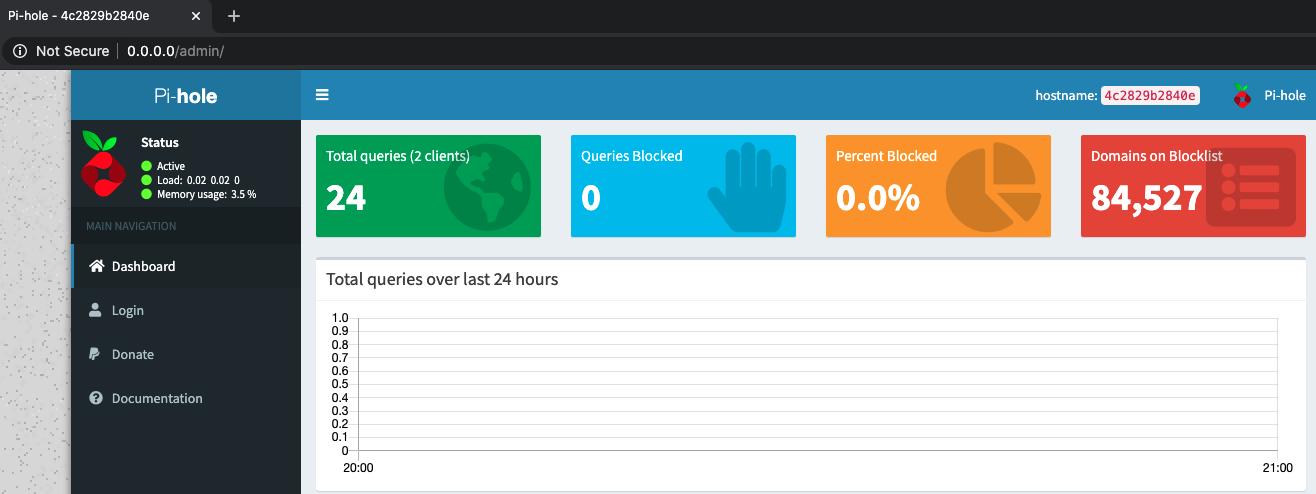 Pi-hole - 4c2829b2840e
Not Secure 0.0.0.0/admin/
Pi-hole
hostname: 4c2829b2840e Pi-hole
Status
Active
Load: 0.02 0.02 0
Memory usage: 3.5 %
MAIN NAVIGATION
Dashboard
Login
Donate
Documentation
Total queries (2 clients)
24
Queries Blocked
0
Percent Blocked
0.0%
Domains on Blocklist
84,527
Total queries over last 24 hours
1.0
0.9
0.8
0.7
0.6
0.5
0.4
0.3
0.2
0.1
0
20:00 21:00